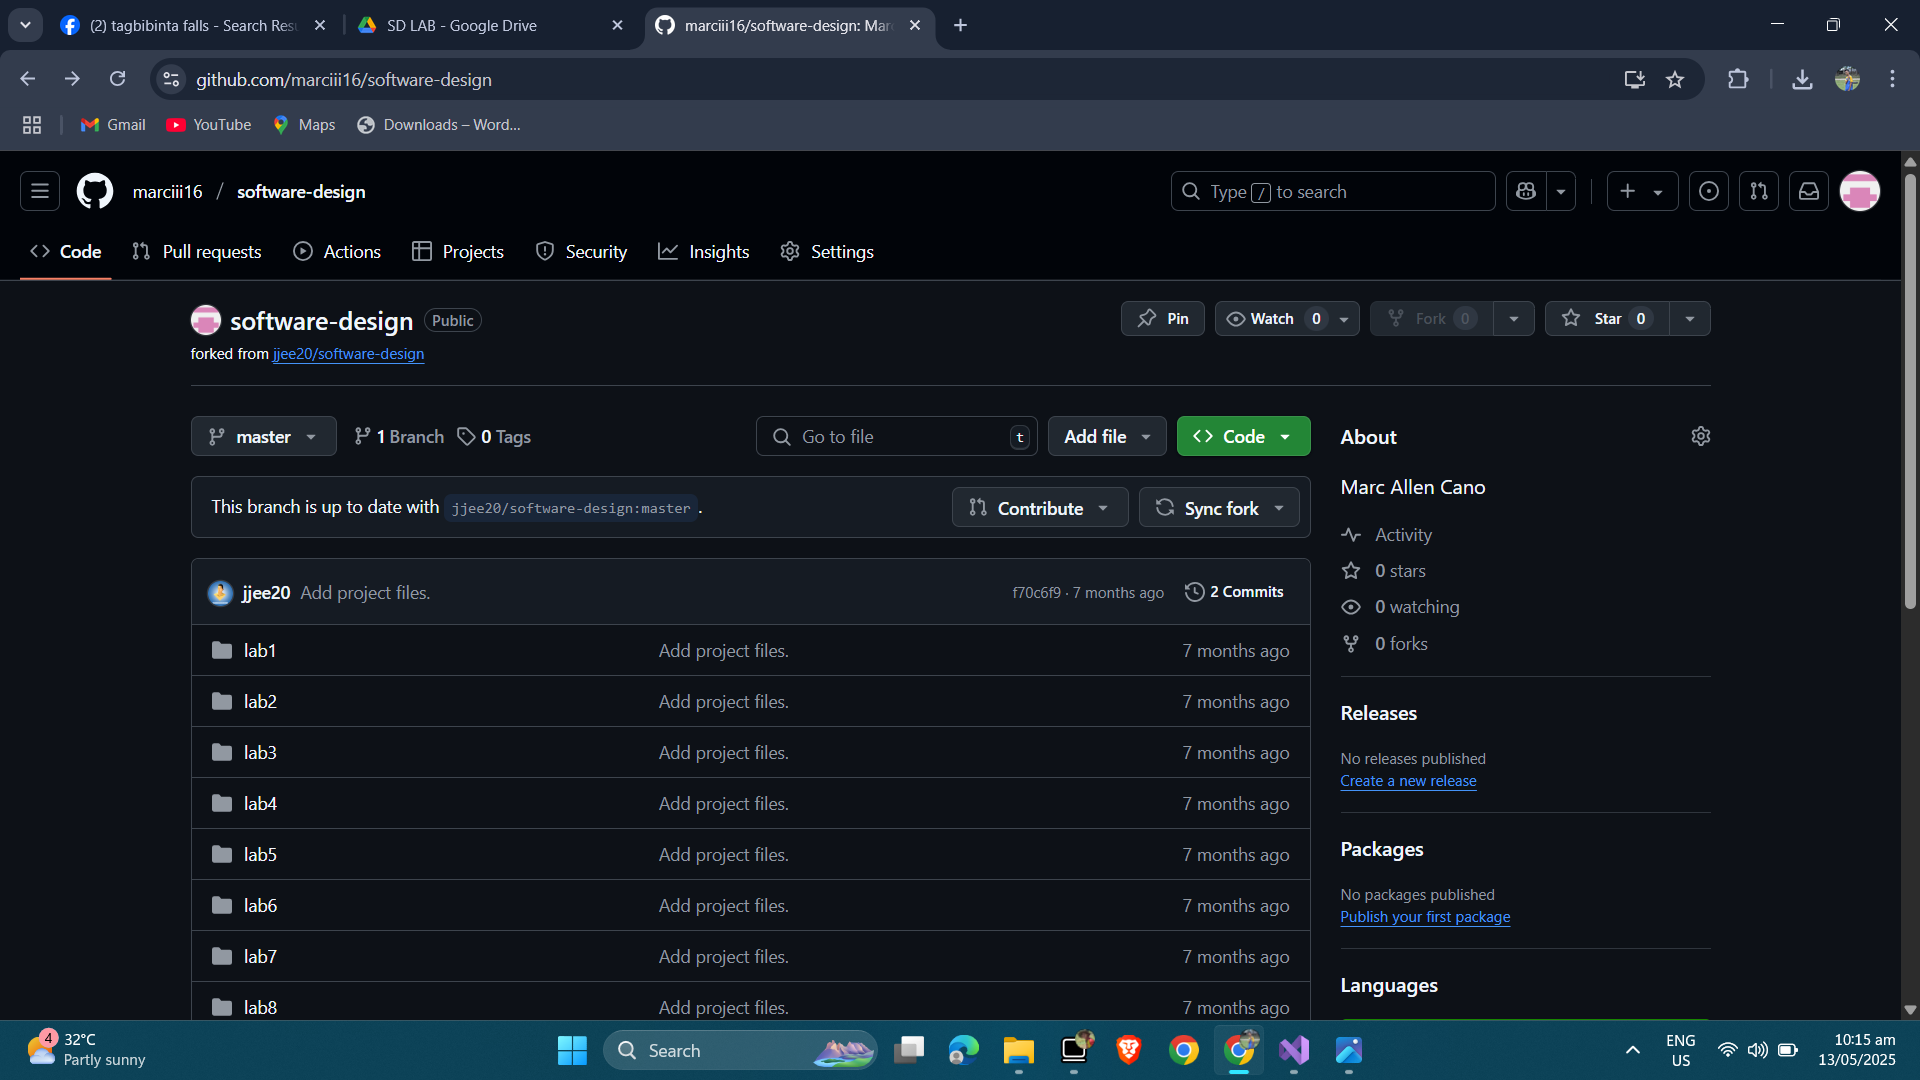 (2) tagbibinta falls - Search Res
SD LAB - Google Drive
marciii16/software-design: Mar
github.com/marciii16/software-design
Gmail
YouTube
Maps
Downloads – Word...
marciii16 / software-design
Type / to search
Code
Pull requests
Actions
Projects
Security
Insights
Settings
software-design Public
forked from jjee20/software-design
Pin
Watch 0
Fork 0
Star 0
master
1 Branch
0 Tags
Go to file t
Add file
Code
This branch is up to date with jjee20/software-design:master .
Contribute
Sync fork
jjee20 Add project files.
f70c6f9 · 7 months ago
2 Commits
lab1 Add project files. 7 months ago
lab2 Add project files. 7 months ago
lab3 Add project files. 7 months ago
lab4 Add project files. 7 months ago
lab5 Add project files. 7 months ago
lab6 Add project files. 7 months ago
lab7 Add project files. 7 months ago
lab8 Add project files. 7 months ago
About
Marc Allen Cano
Activity
0 stars
0 watching
0 forks
Releases
No releases published
Create a new release
Packages
No packages published
Publish your first package
Languages
4
32°C
Partly sunny
Search
ENG
US
10:15 am
13/05/2025